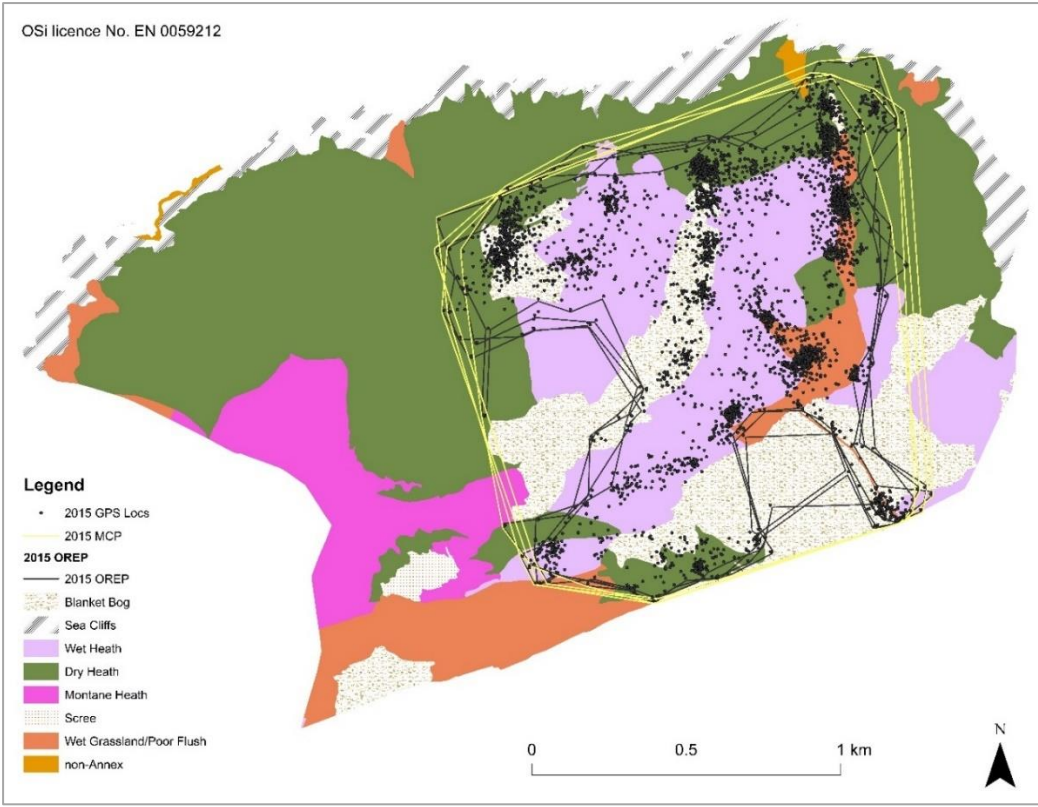 OSi licence No. EN 0059212
Legend
2015 GPS Locs
2015 MCP
2015 OREP
2015 OREP
Blanket Bog
Sea Cliffs
Wet Heath
Dry Heath
Montane Heath
Scree
Wet Grassland/Poor Flush
non-Annex
0 0.5 1 km
N